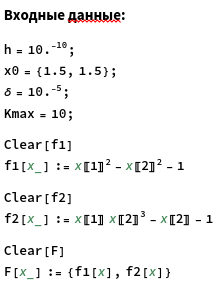 Входные данные:
h = 10.^-10;
x0 = {1.5, 1.5};
δ = 10.^-5;
Kmax = 10;
Clear[f1]
f1[x_] := x⟦1⟧^2 - x⟦2⟧^2 - 1
Clear[f2]
f2[x_] := x⟦1⟧ x⟦2⟧^3 - x⟦2⟧ - 1
Clear[F]
F[x_] := {f1[x], f2[x]}